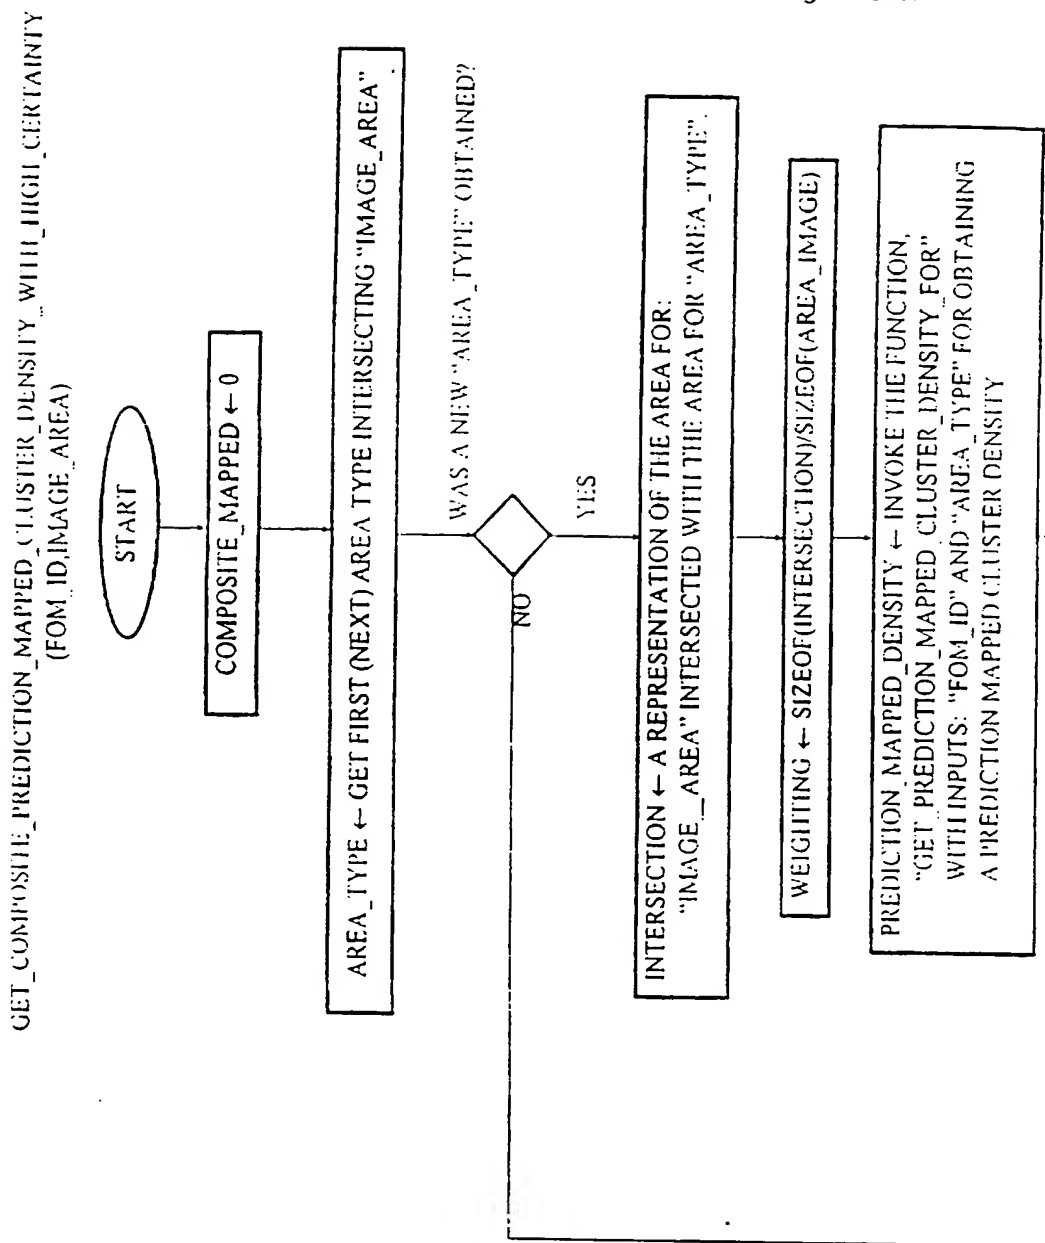 GET_COMPOSITE_PREDICTION_MAPPED_CLUSTER_DENSITY_WITH_HIGH_CERTAINTY
(FOM_ID,IMAGE_AREA)
START
COMPOSITE_MAPPED ← 0
AREA_TYPE ← GET FIRST (NEXT) AREA TYPE INTERSECTING "IMAGE_AREA"
WAS A NEW "AREA_TYPE" OBTAINED?
NO
YES
INTERSECTION ← A REPRESENTATION OF THE AREA FOR:
"IMAGE_AREA" INTERSECTED WITH THE AREA FOR "AREA_TYPE".
WEIGHTING ← SIZEOF(INTERSECTION)/SIZEOF(AREA_IMAGE)
PREDICTION_MAPPED_DENSITY ← INVOKE THE FUNCTION,
"GET_PREDICTION_MAPPED_CLUSTER_DENSITY_FOR"
WITH INPUTS: "FOM_ID" AND "AREA_TYPE" FOR OBTAINING
A PREDICTION MAPPED CLUSTER DENSITY